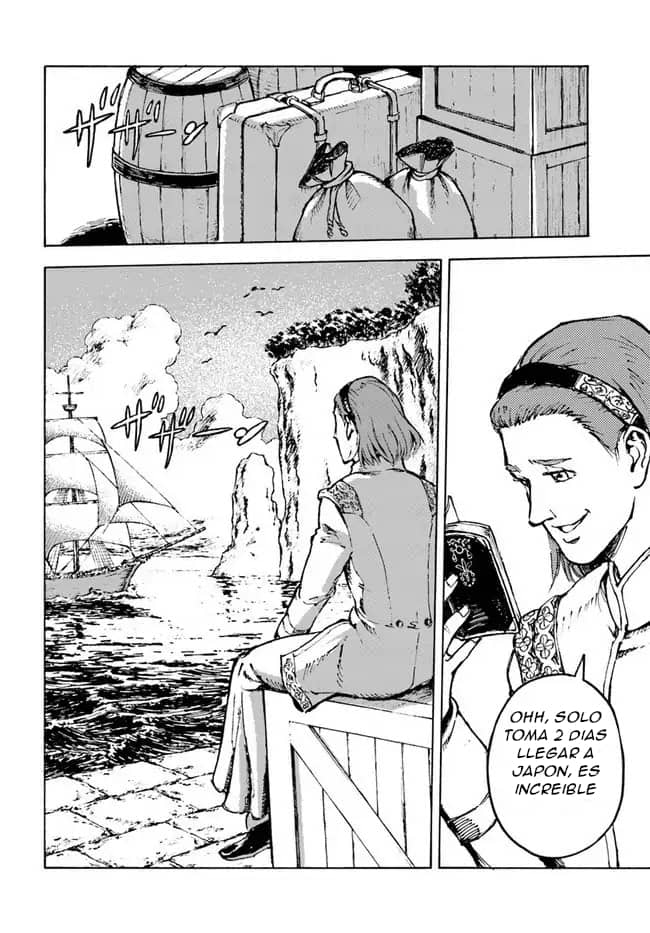 ザザーン
OHH, SOLO
TOMA 2 DIAS
LLEGAR A
JAPON, ES
INCREIBLE
ザザーン